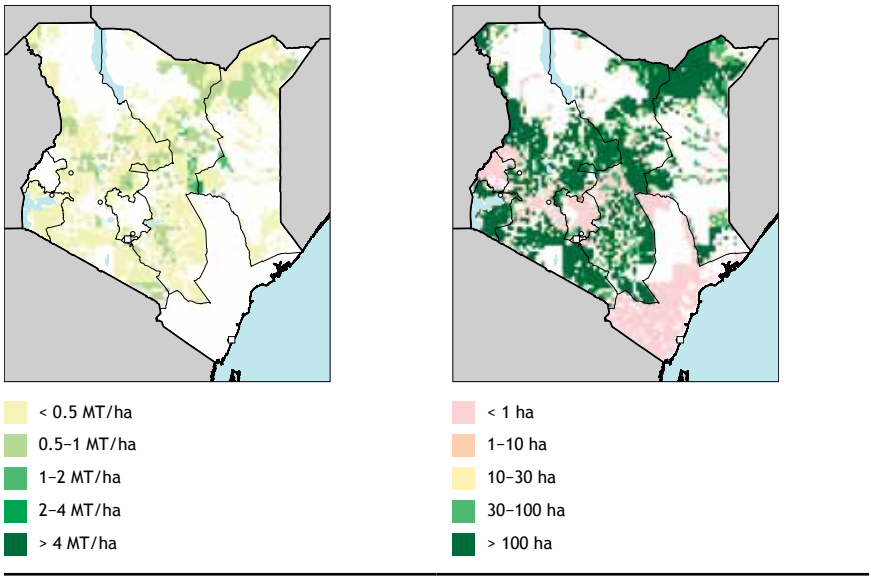 < 0.5 MT/ha
0.5–1 MT/ha
1–2 MT/ha
2–4 MT/ha
> 4 MT/ha
< 1 ha
1–10 ha
10–30 ha
30–100 ha
> 100 ha